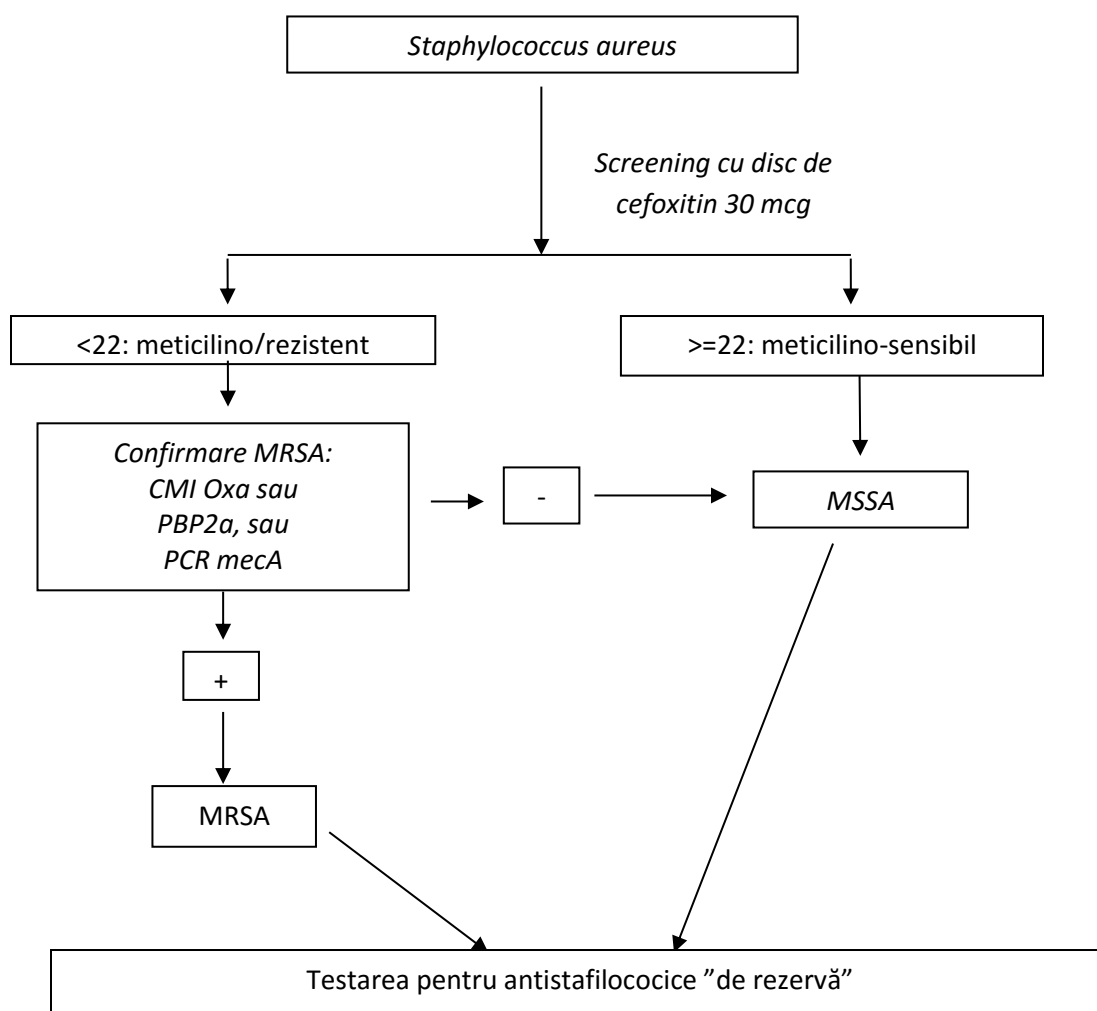 Staphylococcus aureus
Screening cu disc de
cefoxitin 30 mcg
<22: meticilino/rezistent
>=22: meticilino-sensibil
Confirmare MRSA:
CMI Oxa sau
PBP2a, sau
PCR mecA
-
MSSA
+
MRSA
Testarea pentru antistafilococice ”de rezervă”